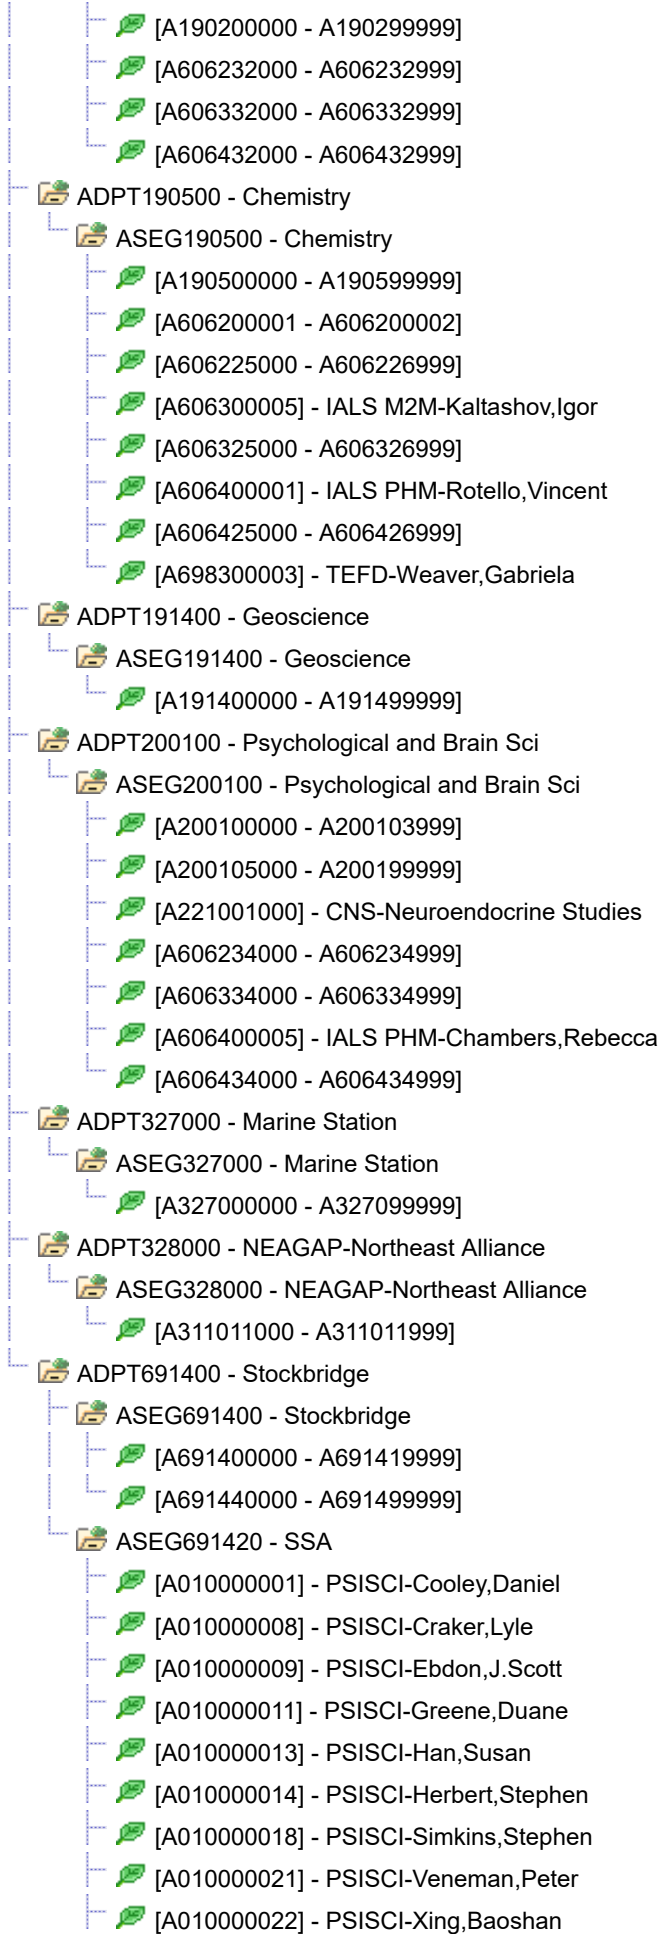 [A190200000 - A190299999]
[A606232000 - A606232999]
[A606332000 - A606332999]
[A606432000 - A606432999]
ADPT190500 - Chemistry
ASEG190500 - Chemistry
[A190500000 - A190599999]
[A606200001 - A606200002]
[A606225000 - A606226999]
[A606300005] - IALS M2M-Kaltashov,Igor
[A606325000 - A606326999]
[A606400001] - IALS PHM-Rotello,Vincent
[A606425000 - A606426999]
[A698300003] - TEFD-Weaver,Gabriela
ADPT191400 - Geoscience
ASEG191400 - Geoscience
[A191400000 - A191499999]
ADPT200100 - Psychological and Brain Sci
ASEG200100 - Psychological and Brain Sci
[A200100000 - A200103999]
[A200105000 - A200199999]
[A221001000] - CNS-Neuroendocrine Studies
[A606234000 - A606234999]
[A606334000 - A606334999]
[A606400005] - IALS PHM-Chambers,Rebecca
[A606434000 - A606434999]
ADPT327000 - Marine Station
ASEG327000 - Marine Station
[A327000000 - A327099999]
ADPT328000 - NEAGAP-Northeast Alliance
ASEG328000 - NEAGAP-Northeast Alliance
[A311011000 - A311011999]
ADPT691400 - Stockbridge
ASEG691400 - Stockbridge
[A691400000 - A691419999]
[A691440000 - A691499999]
ASEG691420 - SSA
[A010000001] - PSISCI-Cooley,Daniel
[A010000008] - PSISCI-Craker,Lyle
[A010000009] - PSISCI-Ebdon,J.Scott
[A010000011] - PSISCI-Greene,Duane
[A010000013] - PSISCI-Han,Susan
[A010000014] - PSISCI-Herbert,Stephen
[A010000018] - PSISCI-Simkins,Stephen
[A010000021] - PSISCI-Veneman,Peter
[A010000022] - PSISCI-Xing,Baoshan